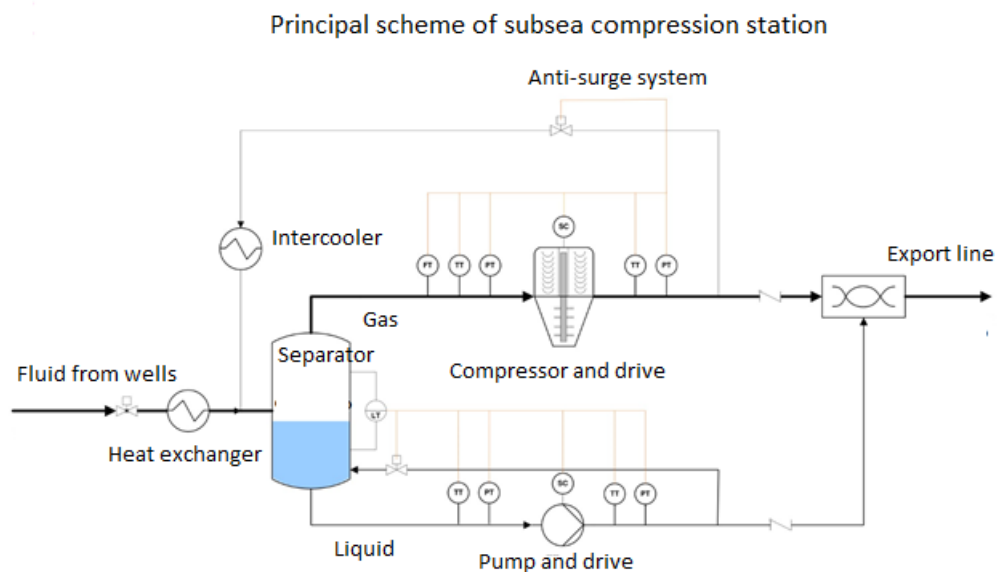 Principal scheme of subsea compression station
Anti-surge system
SC
Intercooler
FT TT PT TT PT
Export line
Gas
Separator
Compressor and drive
Fluid from wells
LT
Heat exchanger
SC
TT PT TT PT
Liquid
Pump and drive